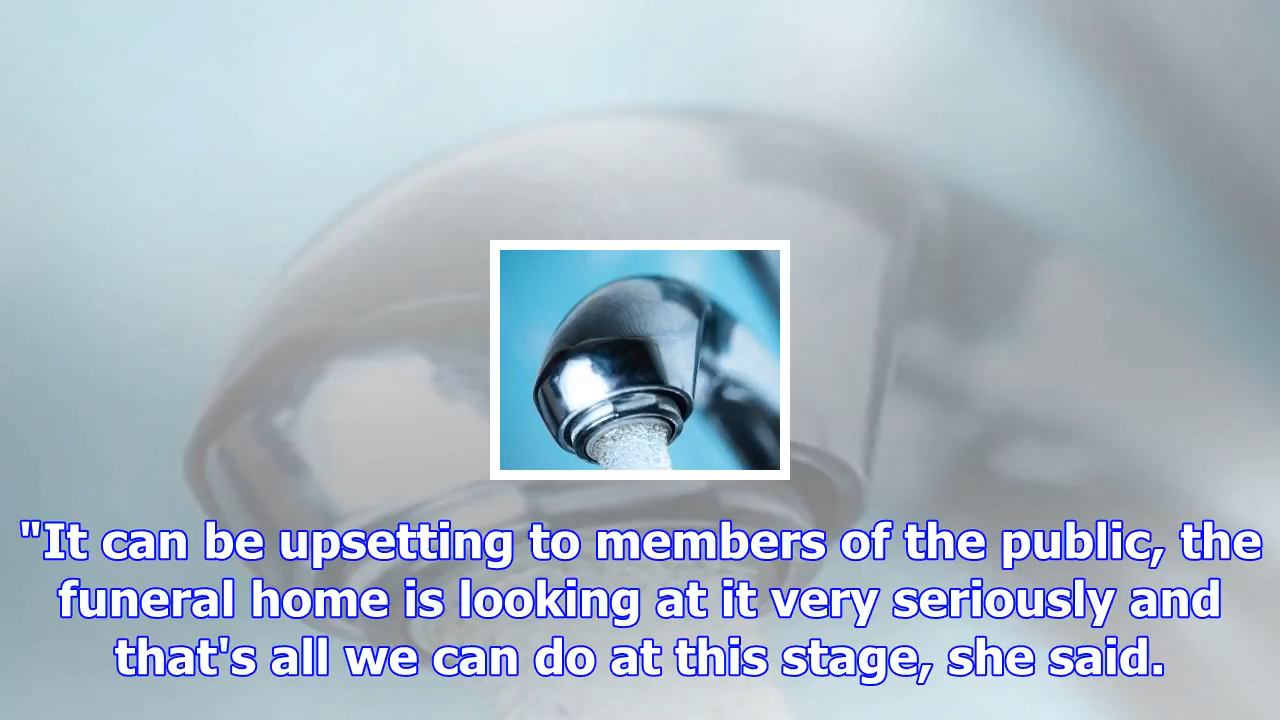 "It can be upsetting to members of the public, the
funeral home is looking at it very seriously and
that's all we can do at this stage, she said.